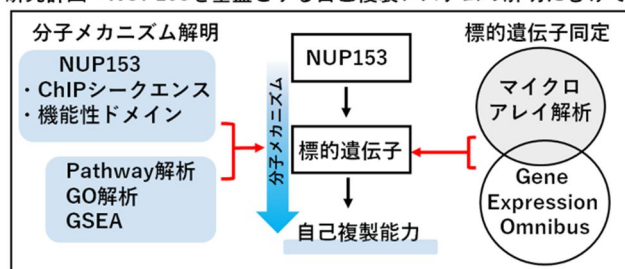 分子メカニズム解明
NUP153
・ChIPシークエンス
・機能性ドメイン
Pathway解析
GO解析
GSEA
分子メカニズム
NUP153
標的遺伝子
自己複製能力
標的遺伝子同定
マイクロ
アレイ解析
Gene
Expression
Omnibus